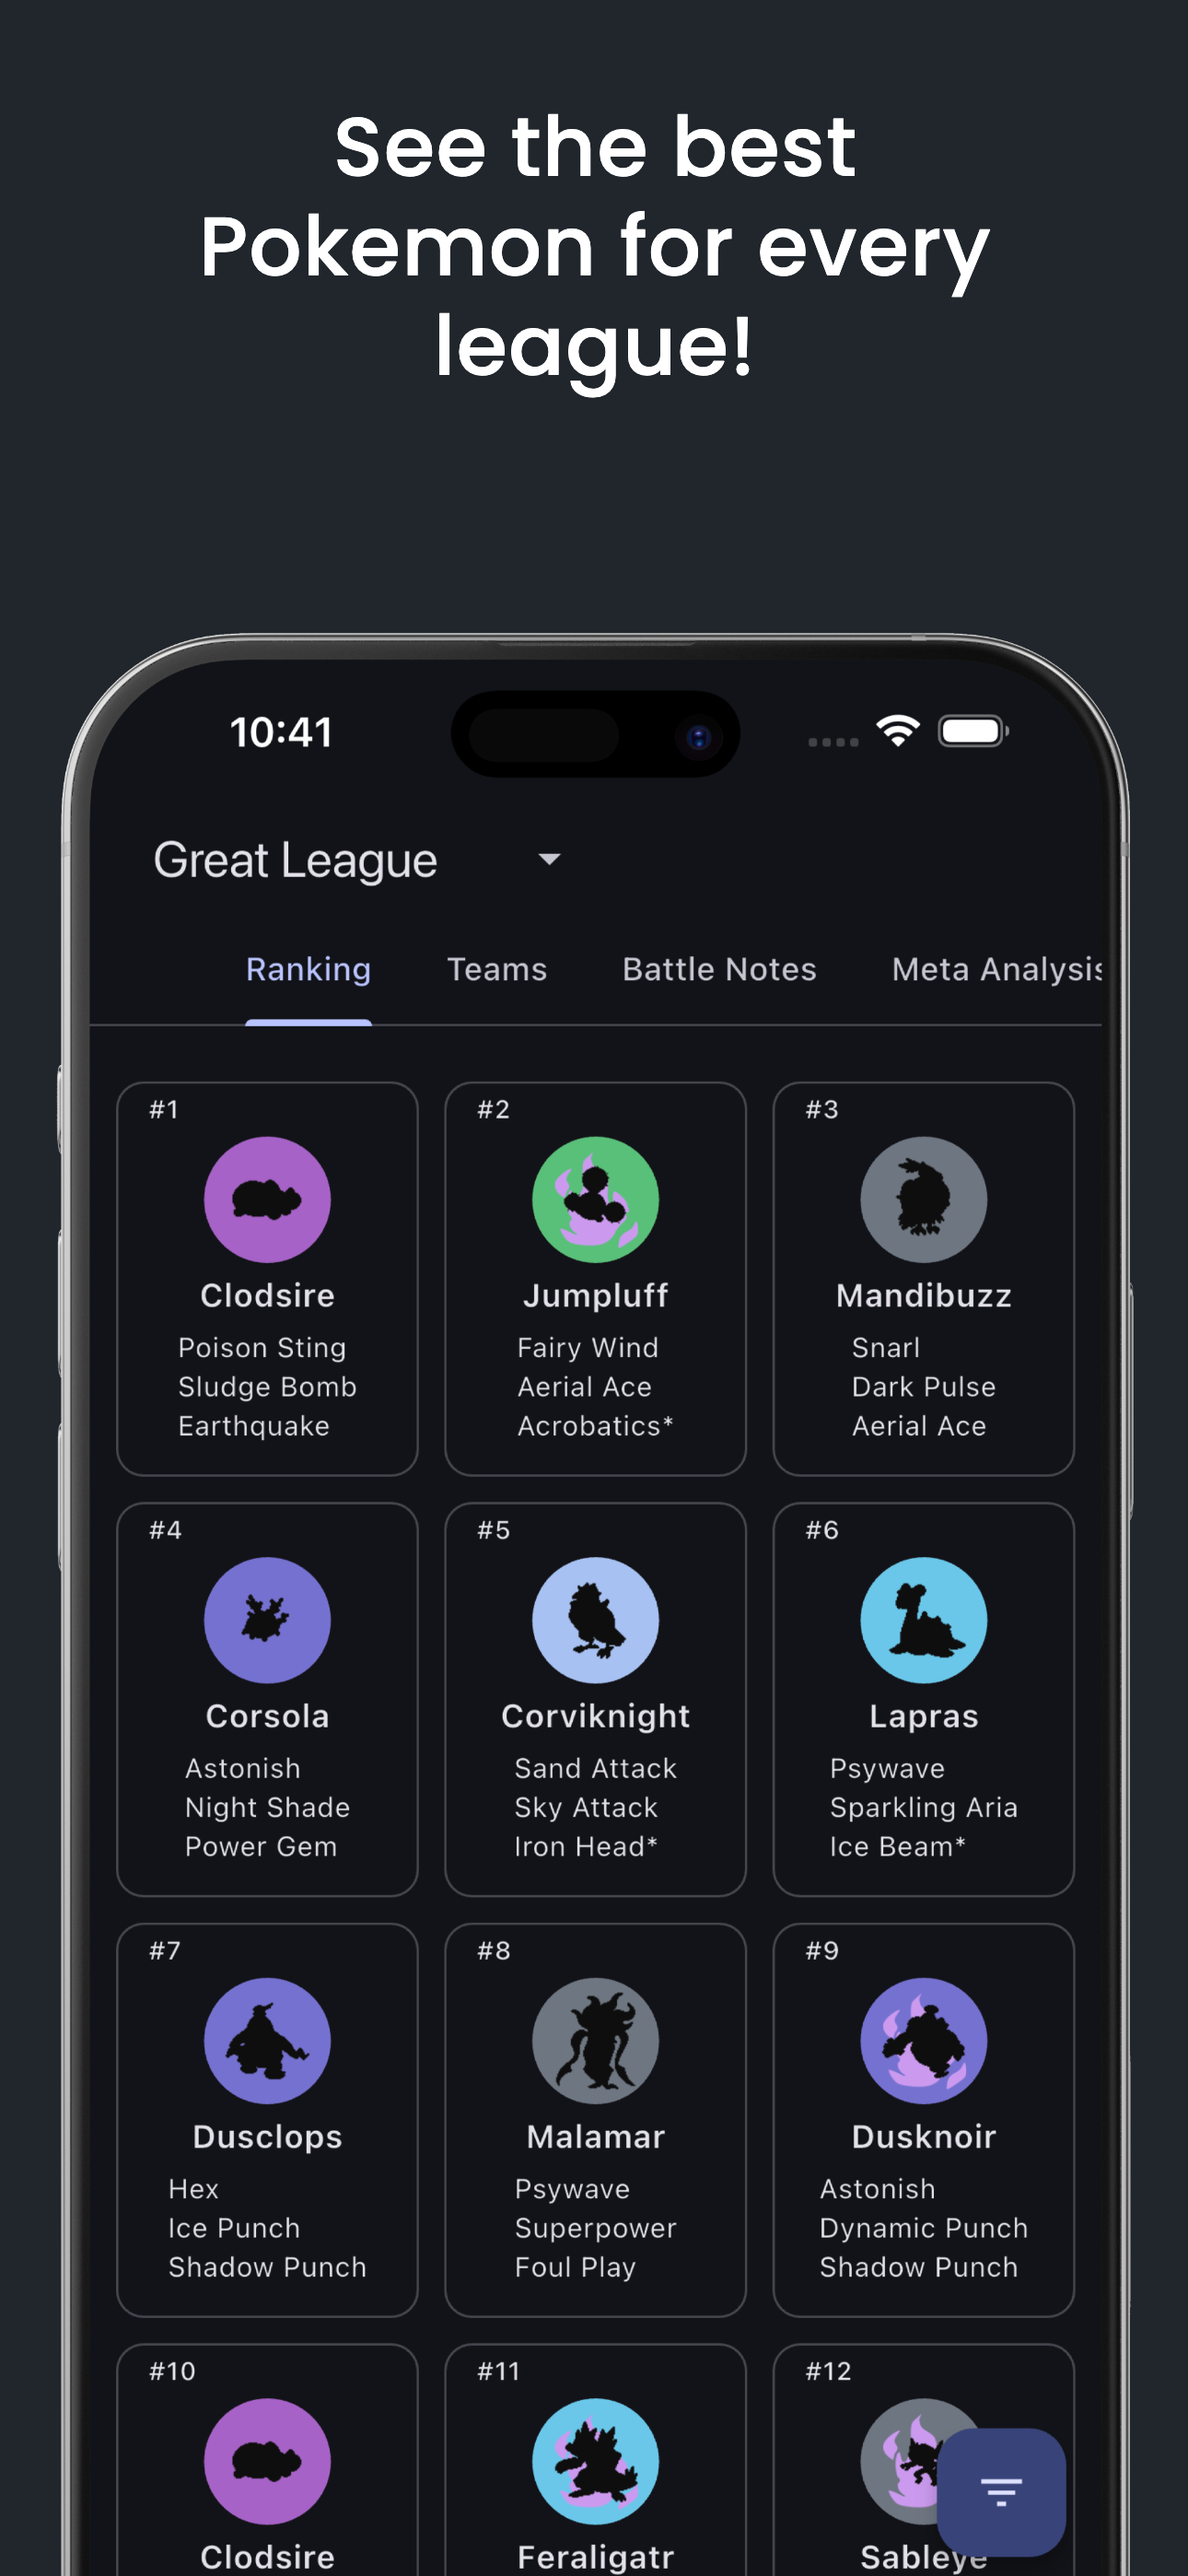 See the best
Pokemon for every
league!
10:41
Great League
Ranking Teams Battle Notes Meta Analysis
#1 #2 #3
Clodsire Jumpluff Mandibuzz
Poison Sting Fairy Wind Snarl
Sludge Bomb Aerial Ace Dark Pulse
Earthquake Acrobatics* Aerial Ace
#4 #5 #6
Corsola Corviknight Lapras
Astonish Sand Attack Psywave
Night Shade Sky Attack Sparkling Aria
Power Gem Iron Head* Ice Beam*
#7 #8 #9
Dusclops Malamar Dusknoir
Hex Psywave Astonish
Ice Punch Superpower Dynamic Punch
Shadow Punch Foul Play Shadow Punch
#10 #11 #12
Clodsire Feraligatr Sableye